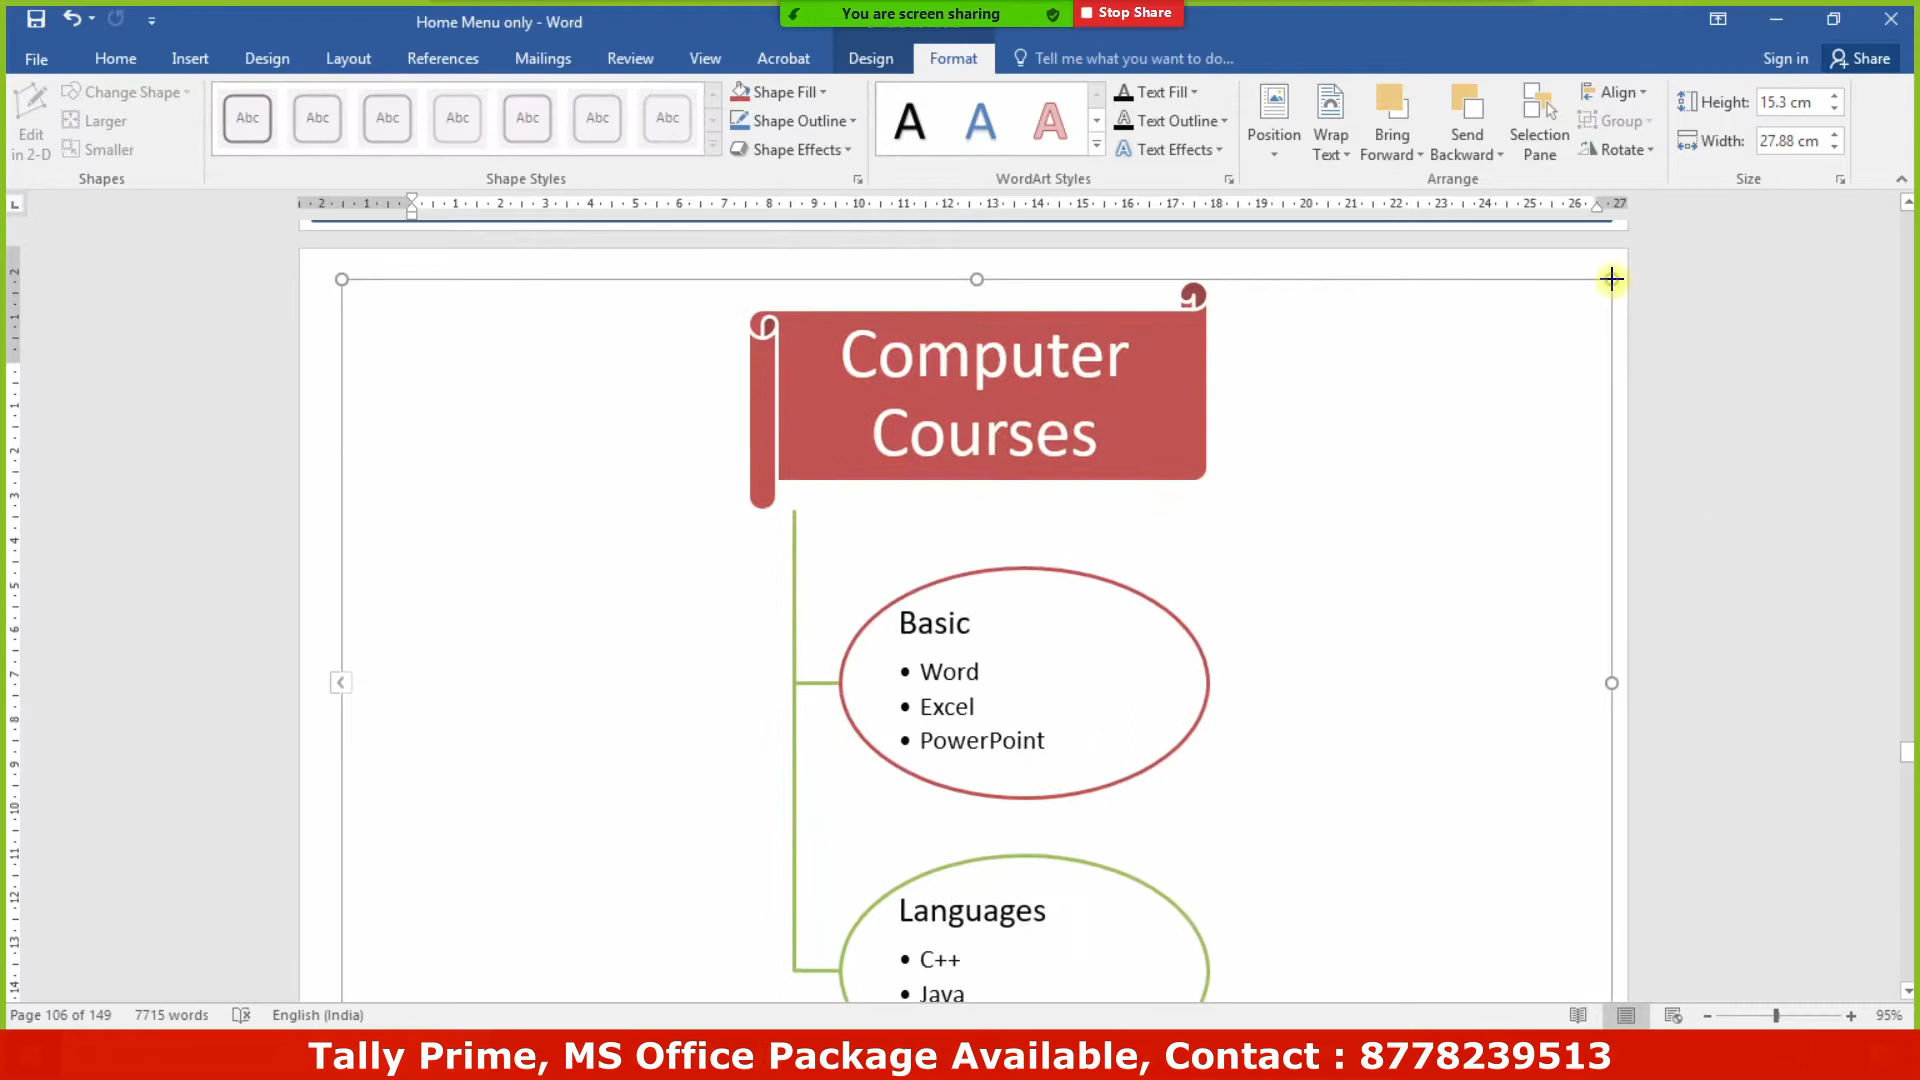 Home Menu only - Word
You are screen sharing
Stop Share
File Home Insert Design Layout References Mailings Review View Acrobat Design Format Tell me what you want to do... Sign in Share
Edit in 2-D
Change Shape
Larger
Smaller
Shapes
Abc Abc Abc Abc Abc Abc Abc
Shape Fill
Shape Outline
Shape Effects
Shape Styles
A A A
Text Fill
Text Outline
Text Effects
WordArt Styles
Position
Wrap Text
Bring Forward
Send Backward
Selection Pane
Align
Group
Rotate
Arrange
Height: 15.3 cm
Width: 27.88 cm
Size
Computer
Courses
Basic
• Word
• Excel
• PowerPoint
Languages
• C++
• Java
Page 106 of 149 7715 words English (India) 95%
Tally Prime, MS Office Package Available, Contact : 8778239513